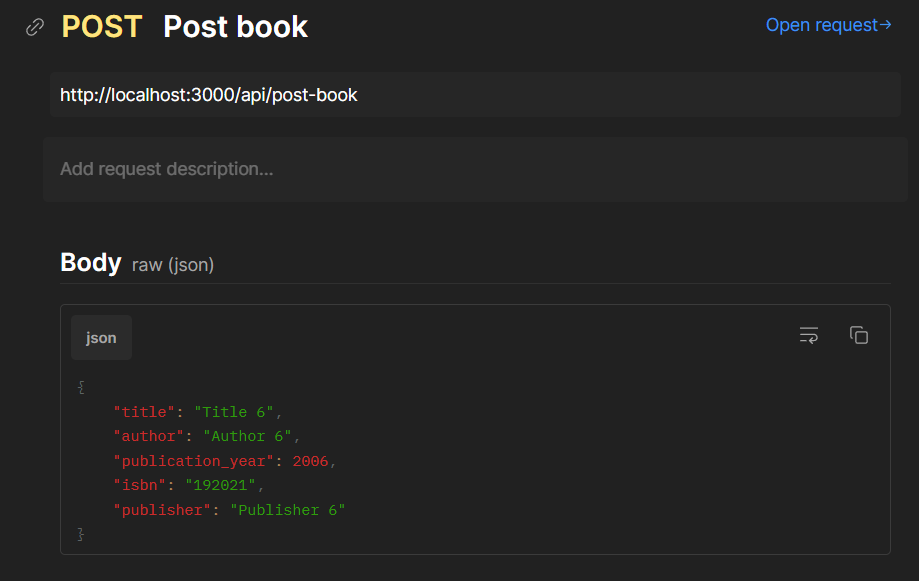 POST Post book Open request→
http://localhost:3000/api/post-book
Add request description...
Body raw (json)
json
{
    "title": "Title 6",
    "author": "Author 6",
    "publication_year": 2006,
    "isbn": "192021",
    "publisher": "Publisher 6"
}